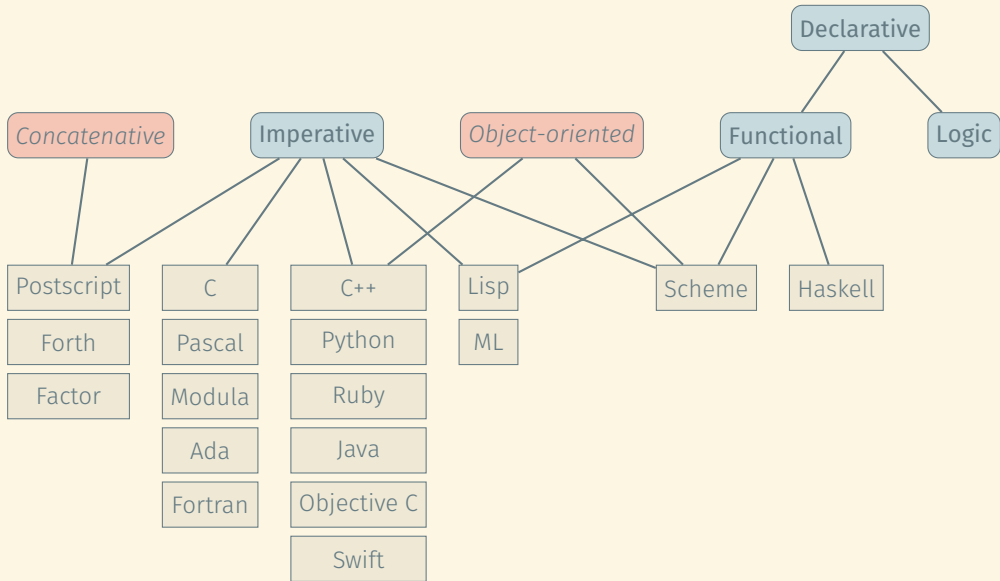 Declarative
Concatenative
Imperative
Object-oriented
Functional
Logic
Postscript
C
C++
Lisp
Scheme
Haskell
Forth
Pascal
Python
ML
Factor
Modula
Ruby
Ada
Java
Fortran
Objective C
Swift